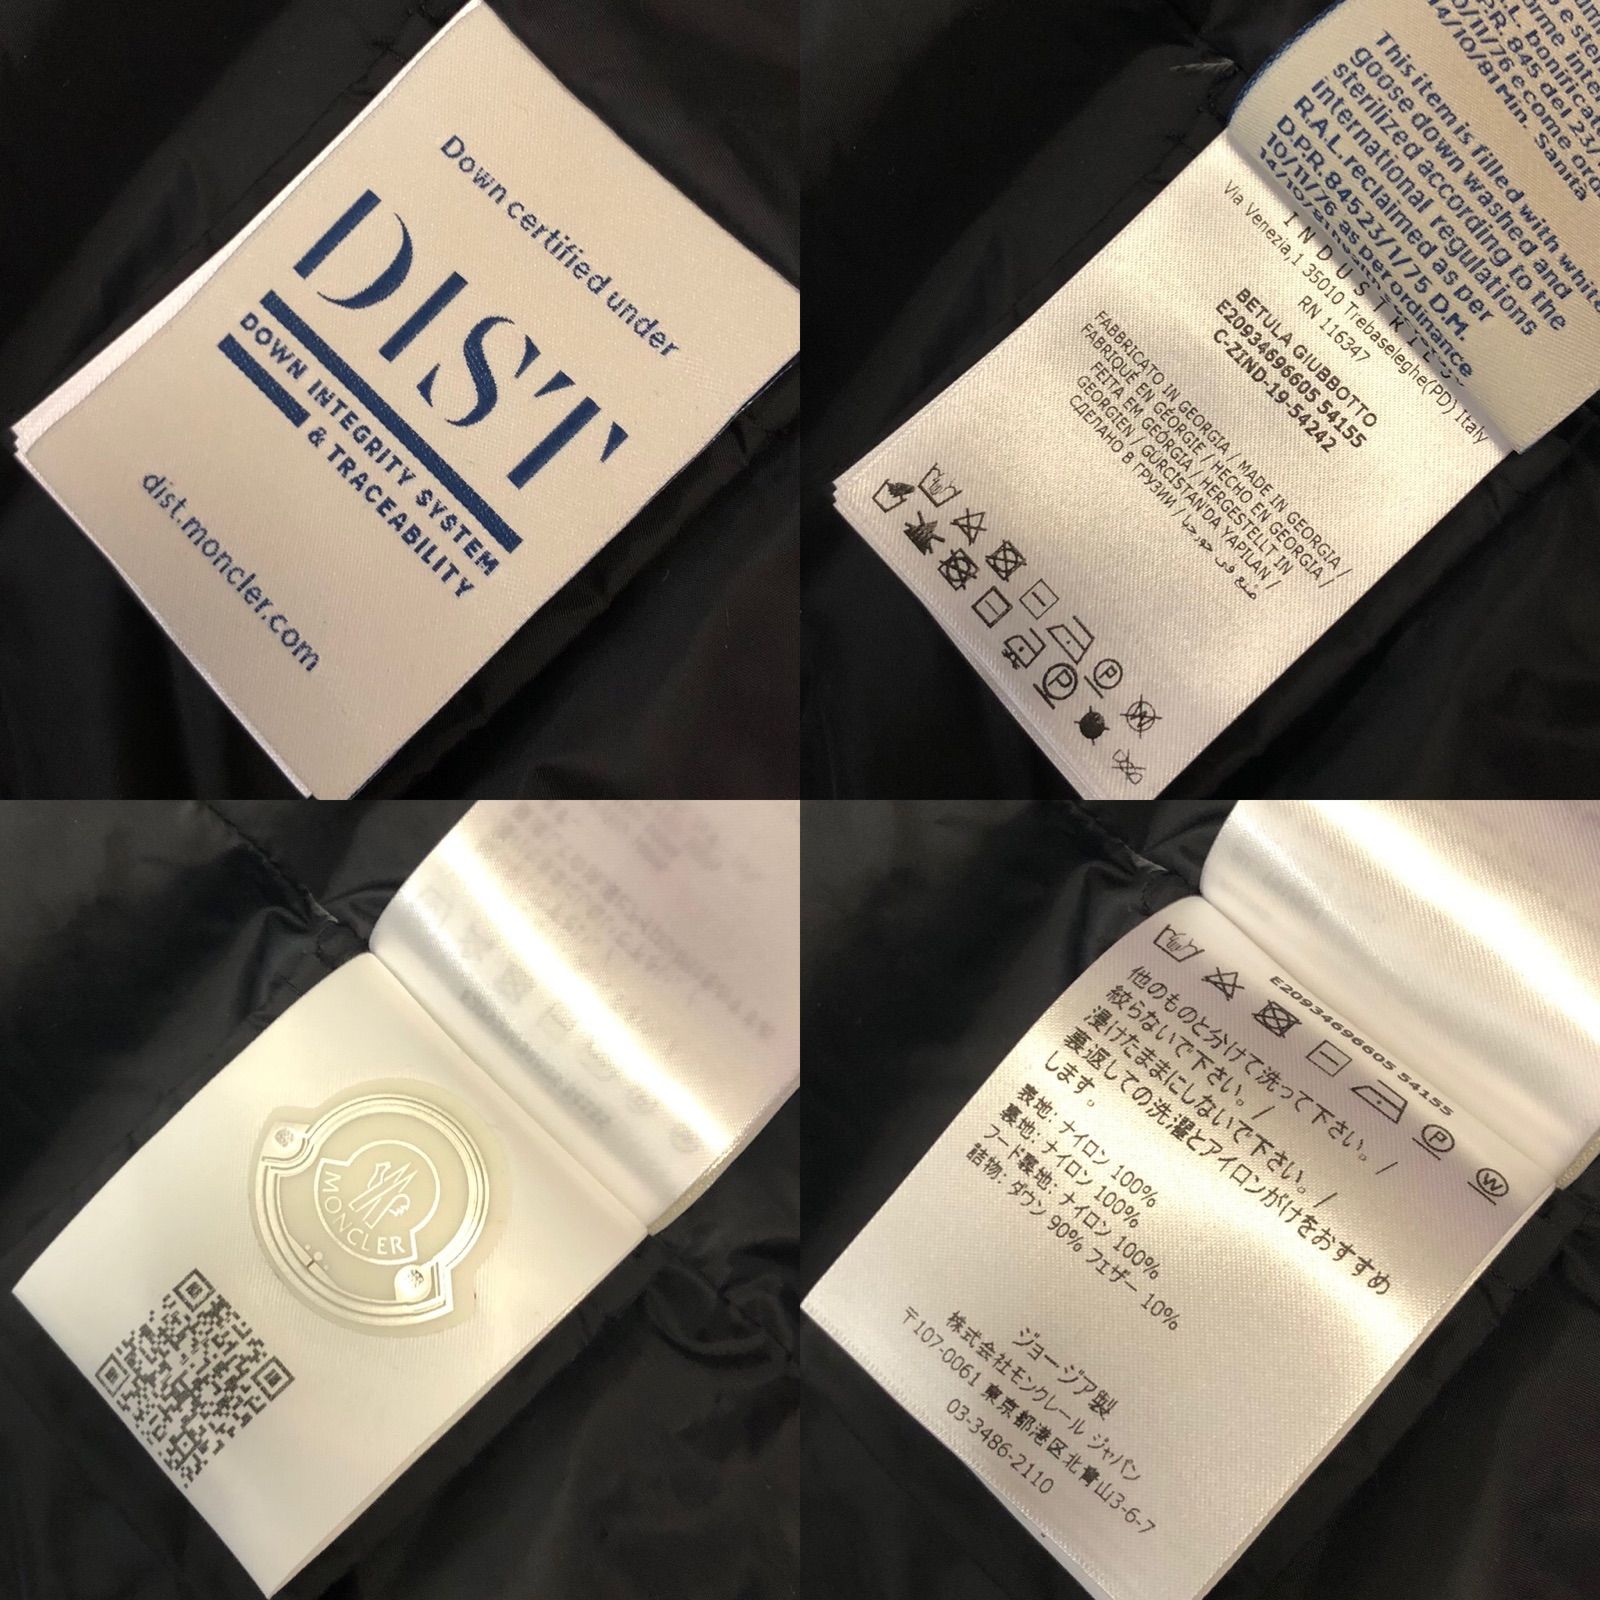 Down certified under
DIST
DOWN INTEGRITY SYSTEM
& TRACEABILITY
dist.moncler.com
This item is filled with white
goose down washed and
sterilized according to the
international regulations
R.A.L. reclaimed as per
D.P.R. 845 23/1/75 D.M.
10/11/76 as per ordinance
Via Venezia,1 35010 Trebaseleghe(PD) Italy
RN 116347
BETULA GIUBBOTTO
E20934696605 54155
C-ZIND-19-54242
FABBRICATO IN GEORGIA / MADE IN GEORGIA /
FABRIQUÉ EN GÉORGIE / HECHO EN GEORGIA /
FEITA EM GEÓRGIA / HERGESTELLT IN
GEORGIEN / GÜRCİSTAN'DA YAPILAN /
СДЕЛАНО В ГРУЗИИ / صنع في جورجيا
P
W
MONCLER
E20934696605 54155
P
W
他のものと分けて洗って下さい。 /
絞らないで下さい。 /
浸けたままにしないで下さい。 /
裏返しての洗濯とアイロンがけをおすすめ
します。
表地: ナイロン 100%
裏地: ナイロン 100%
フード裏地: ナイロン 100%
詰物: ダウン 90% フェザー 10%
ジョージア製
株式会社モンクレール ジャパン
〒107-0061 東京都港区北青山3-6-7
03-3486-2110